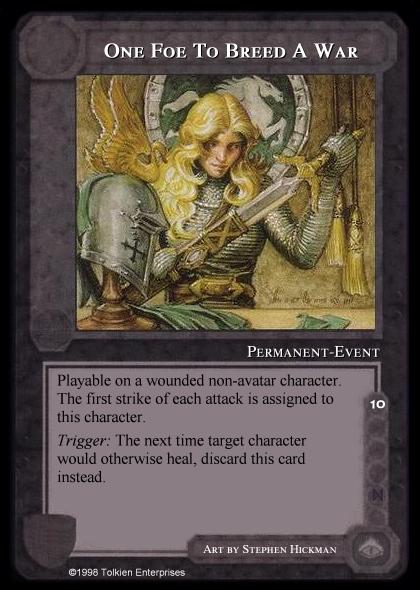 One Foe To Breed A War
Permanent-Event
Playable on a wounded non-avatar character.
The first strike of each attack is assigned to
this character.
10
Trigger: The next time target character
would otherwise heal, discard this card
instead.
N
Art by Stephen Hickman
©1998 Tolkien Enterprises